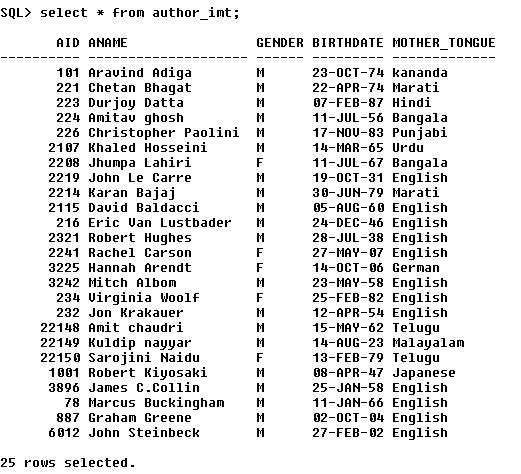 SQL> select * from author_imt;
AID ANAME GENDER BIRTHDATE MOTHER_TONGUE
---------- -------------------- ------ --------- -------------
101 Aravind Adiga M 23-OCT-74 kananda
221 Chetan Bhagat M 22-APR-74 Marati
223 Durjoy Datta M 07-FEB-87 Hindi
224 Amitav ghosh M 11-JUL-56 Bangala
226 Christopher Paolini M 17-NOV-83 Punjabi
2107 Khaled Hosseini M 14-MAR-65 Urdu
2208 Jhumpa Lahiri F 11-JUL-67 Bangala
2219 John Le Carre M 19-OCT-31 English
2214 Karan Bajaj M 30-JUN-79 Marati
2115 David Baldacci M 05-AUG-60 English
216 Eric Van Lustbader M 24-DEC-46 English
2321 Robert Hughes M 28-JUL-38 English
2241 Rachel Carson F 27-MAY-07 English
3225 Hannah Arendt F 14-OCT-06 German
3242 Mitch Albom M 23-MAY-58 English
234 Virginia Woolf F 25-FEB-82 English
232 Jon Krakauer M 12-APR-54 English
22148 Amit chaudri M 15-MAY-62 Telugu
22149 Kuldip nayyar M 14-AUG-23 Malayalam
22150 Sarojini Naidu F 13-FEB-79 Telugu
1001 Robert Kiyosaki M 08-APR-47 Japanese
3896 James C.Collin M 25-JAN-58 English
78 Marcus Buckingham M 11-JAN-66 English
887 Graham Greene M 02-OCT-04 English
6012 John Steinbeck M 27-FEB-02 English
25 rows selected.